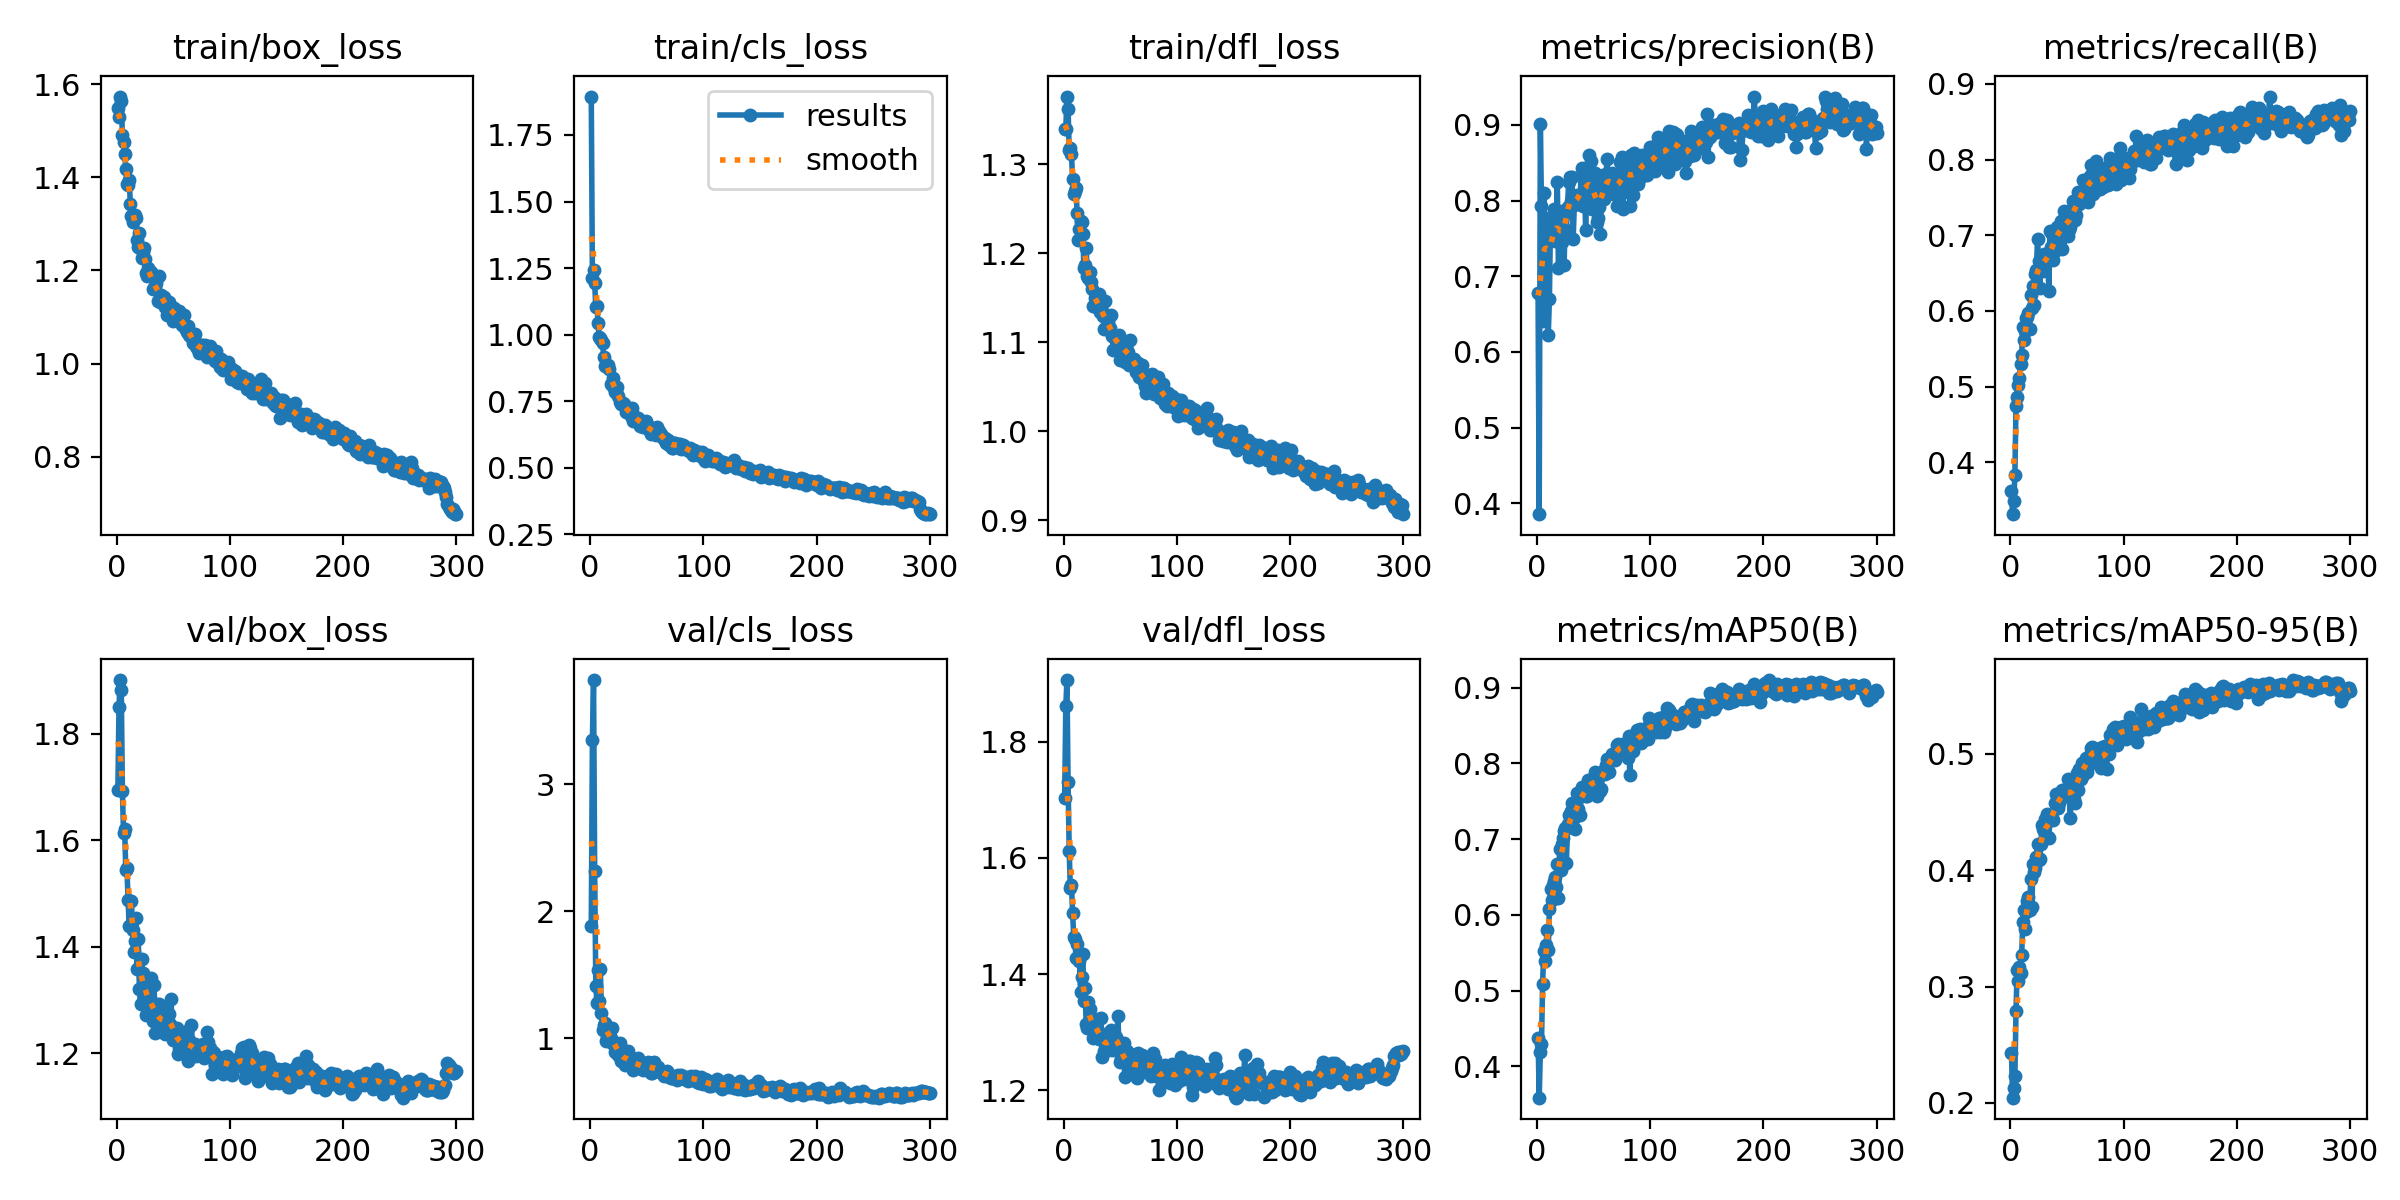 train/box_loss
1.6
1.4
1.2
1.0
0.8
0 100 200 300
train/cls_loss
results
smooth
1.75
1.50
1.25
1.00
0.75
0.50
0.25
0 100 200 300
train/dfl_loss
1.3
1.2
1.1
1.0
0.9
0 100 200 300
metrics/precision(B)
0.9
0.8
0.7
0.6
0.5
0.4
0 100 200 300
metrics/recall(B)
0.9
0.8
0.7
0.6
0.5
0.4
0 100 200 300
val/box_loss
1.8
1.6
1.4
1.2
0 100 200 300
val/cls_loss
3
2
1
0 100 200 300
val/dfl_loss
1.8
1.6
1.4
1.2
0 100 200 300
metrics/mAP50(B)
0.9
0.8
0.7
0.6
0.5
0.4
0 100 200 300
metrics/mAP50-95(B)
0.5
0.4
0.3
0.2
0 100 200 300